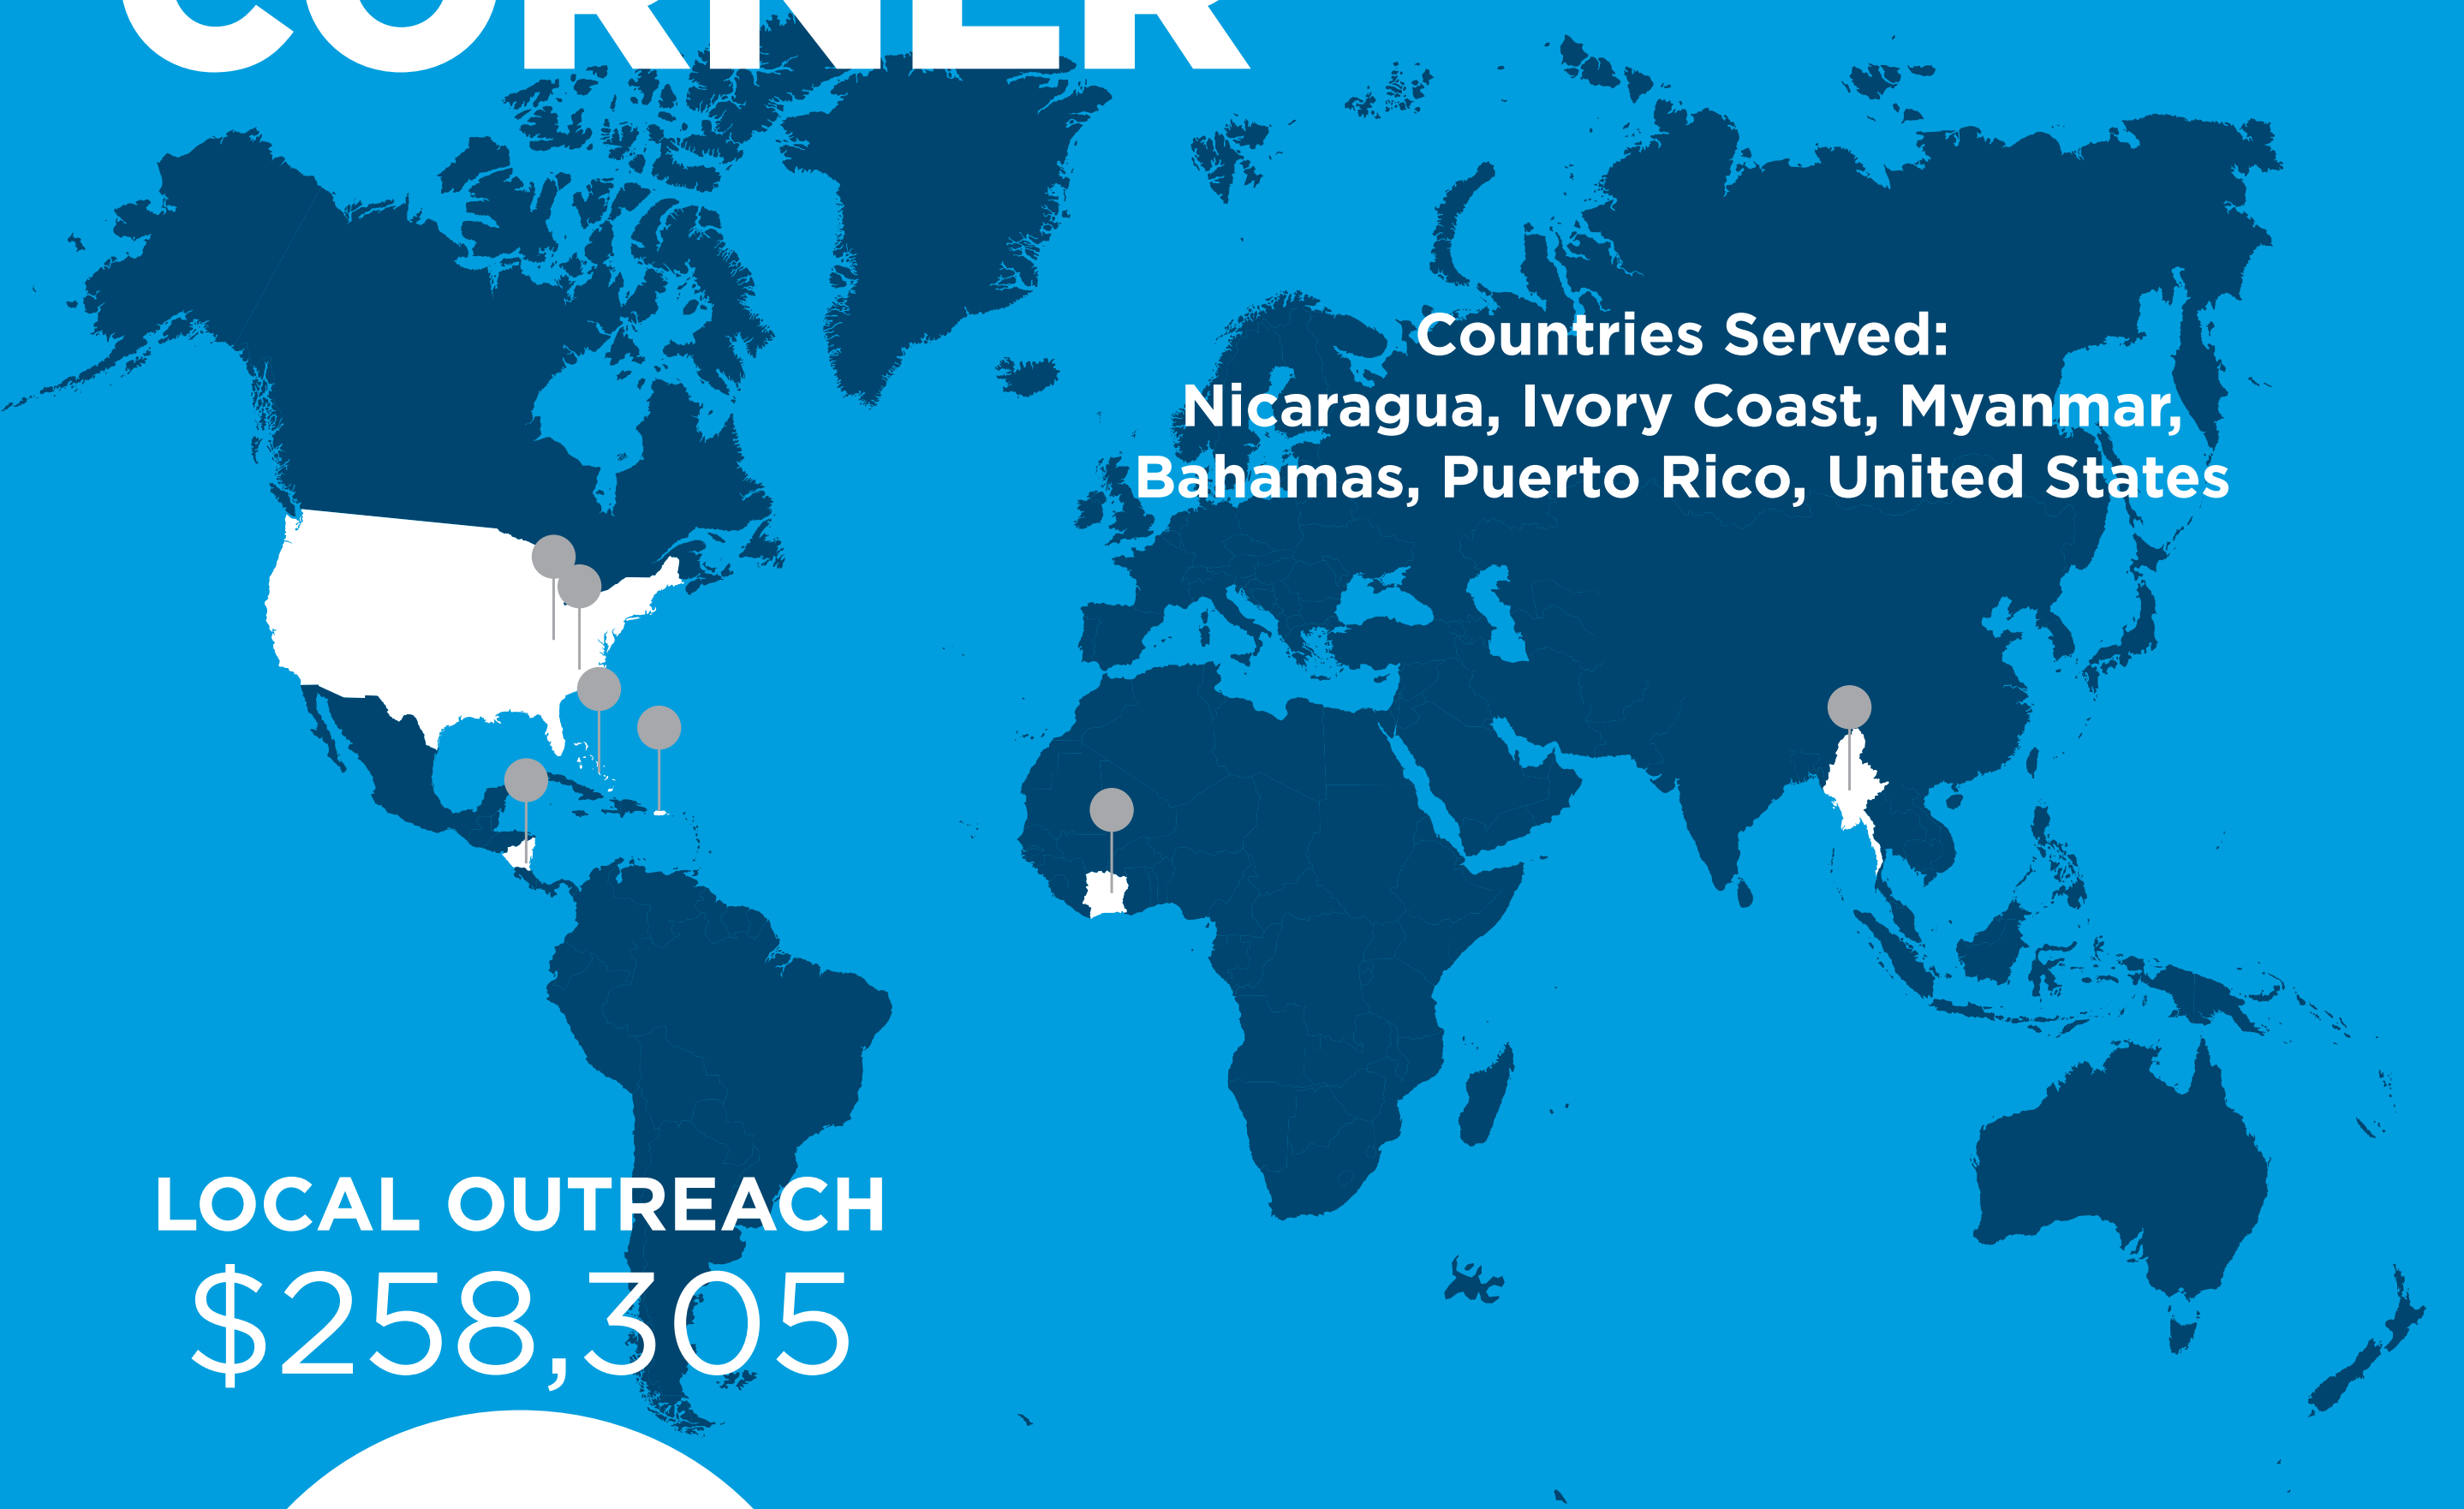 CORNER
Countries Served:
Nicaragua, Ivory Coast, Myanmar,
Bahamas, Puerto Rico, United States
LOCAL OUTREACH
$258,305